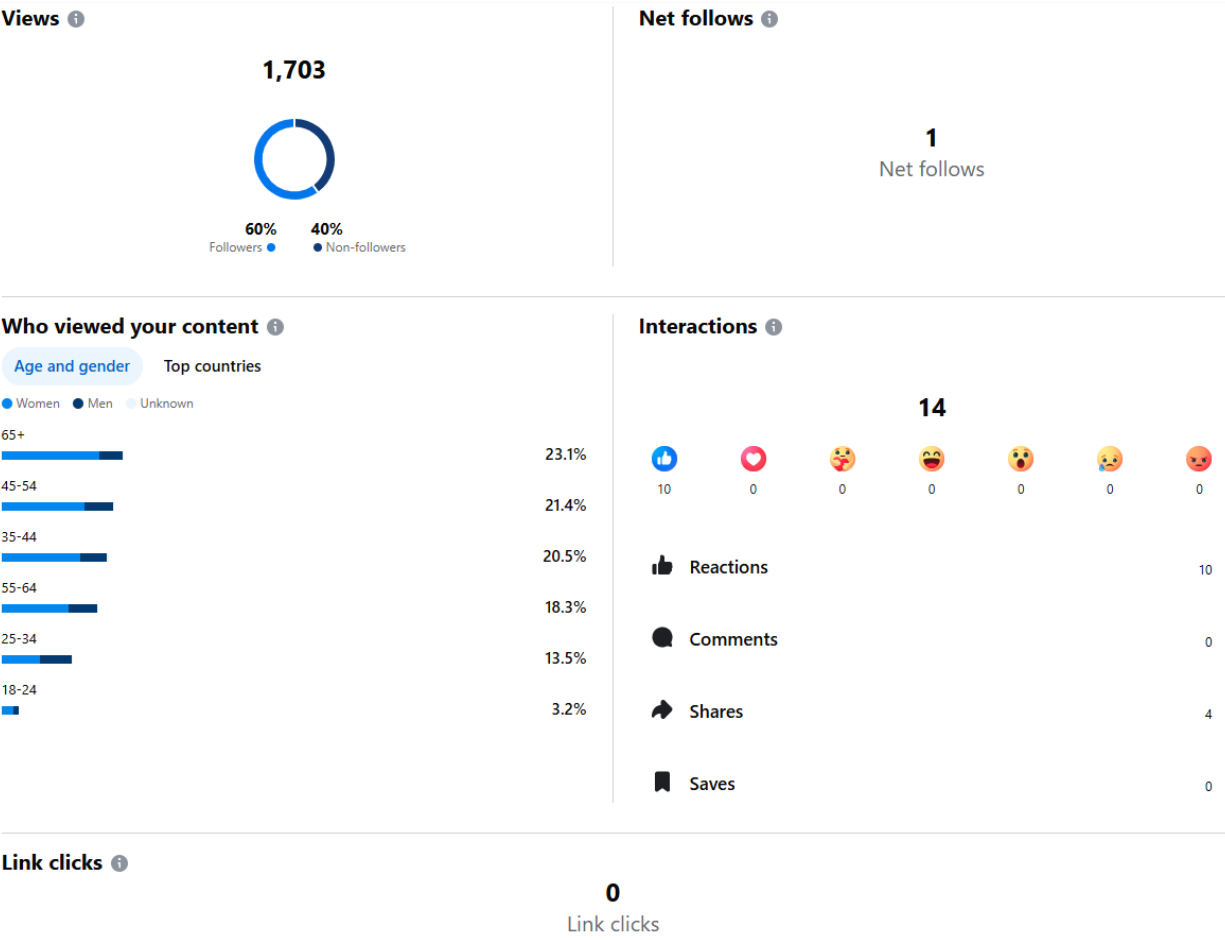 Views
1,703
60% 40%
Followers Non-followers
Net follows
1
Net follows
Who viewed your content
Age and gender Top countries
Women Men Unknown
65+
23.1%
45-54
21.4%
35-44
20.5%
55-64
18.3%
25-34
13.5%
18-24
3.2%
Interactions
14
10 0 0 0 0 0 0
Reactions 10
Comments 0
Shares 4
Saves 0
Link clicks
0
Link clicks